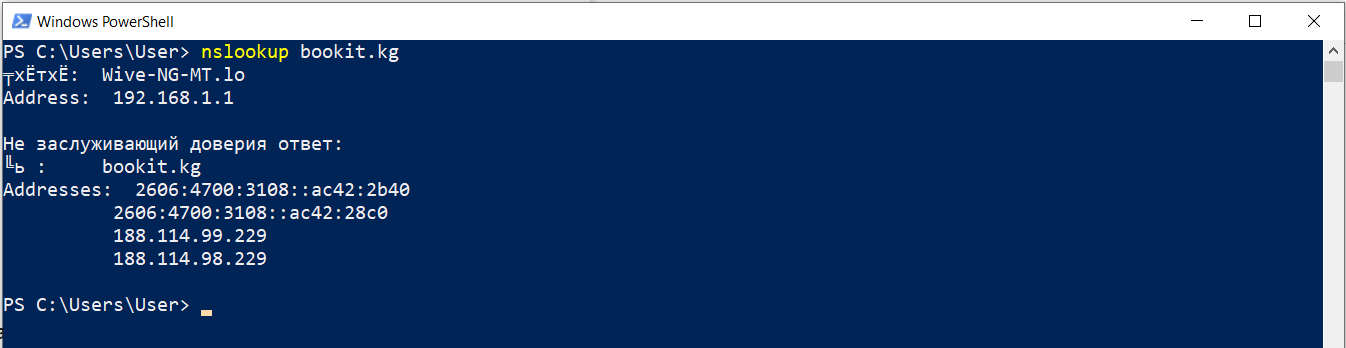 Windows PowerShell
PS C:\Users\User> nslookup bookit.kg
╤хЁтхЁ:  Wive-NG-MT.lo
Address:  192.168.1.1
Не заслуживающий доверия ответ:
╚ь :     bookit.kg
Addresses:  2606:4700:3108::ac42:2b40
          2606:4700:3108::ac42:28c0
          188.114.99.229
          188.114.98.229
PS C:\Users\User>